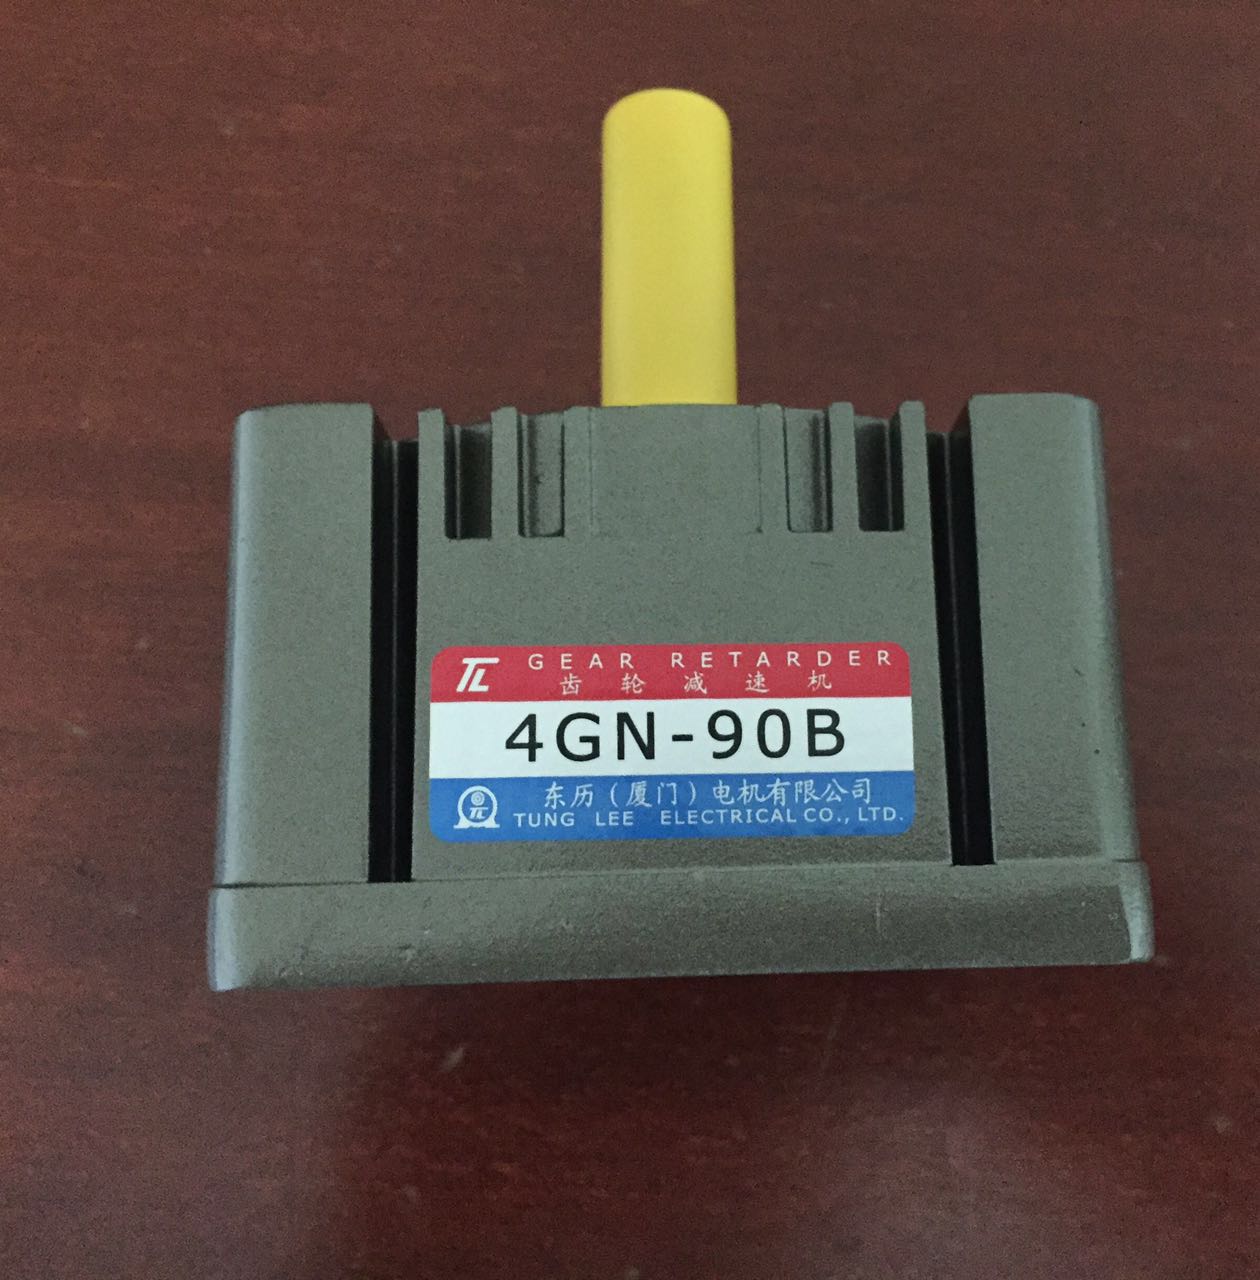 TL GEAR RETARDER
齿轮减速机
4GN-90B
东历（厦门）电机有限公司
TL TUNG LEE ELECTRICAL CO., LTD.